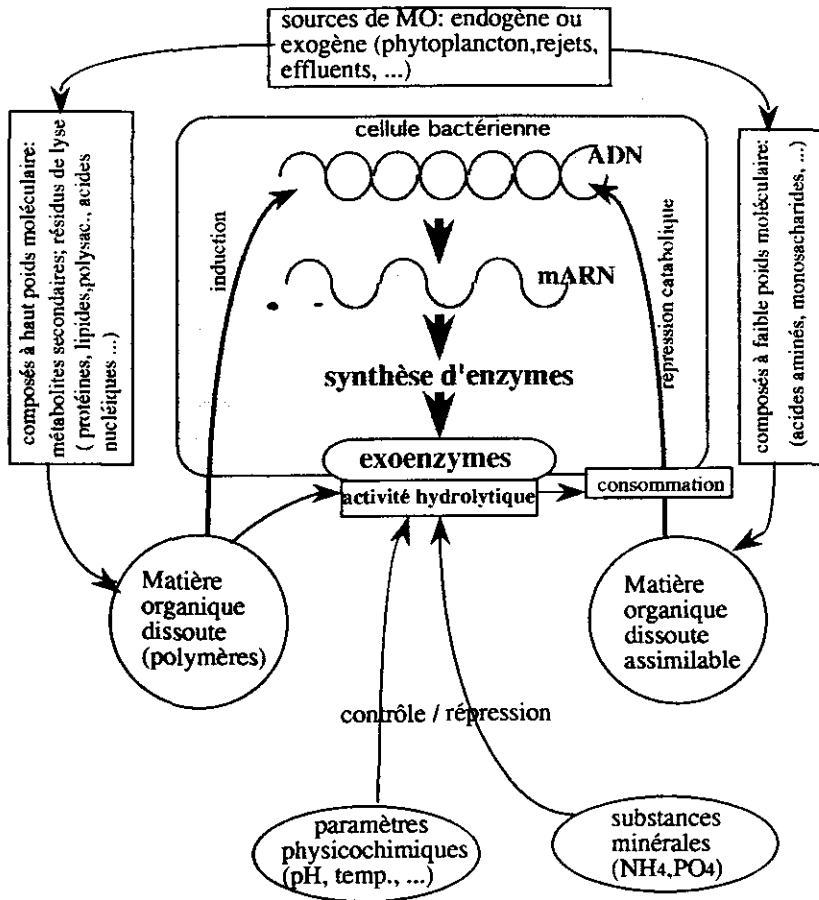 sources de MO: endogène ou
exogène (phytoplancton,rejets,
effluents, ...)
composés à haut poids moléculaire:
métabolites secondaires; résidus de lyse
( protéines, lipides,polysac., acides
nucléiques ...)
cellule bactérienne
ADN
induction
mARN
répression catabolique
composés à faible poids moléculaire:
(acides aminés, monosacharides, ...)
synthèse d'enzymes
exoenzymes
activité hydrolytique
consommation
Matière
organique
dissoute
(polymères)
Matière
organique
dissoute
assimilable
contrôle / répression
paramètres
physicochimiques
(pH, temp., ...)
substances
minérales
(NH4,PO4)